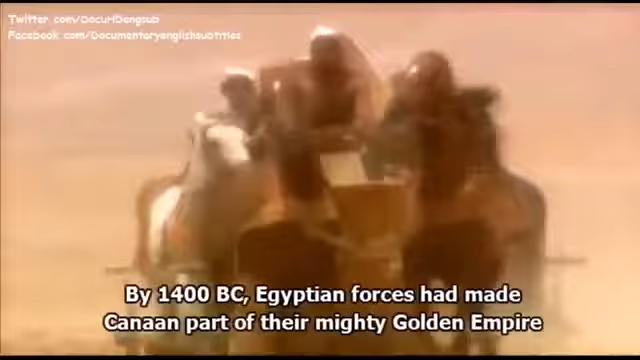 Twitter com/DocuHDengsub
Facebook com/Documentaryenglishsubtitles
By 1400 BC, Egyptian forces had made
Canaan part of their mighty Golden Empire